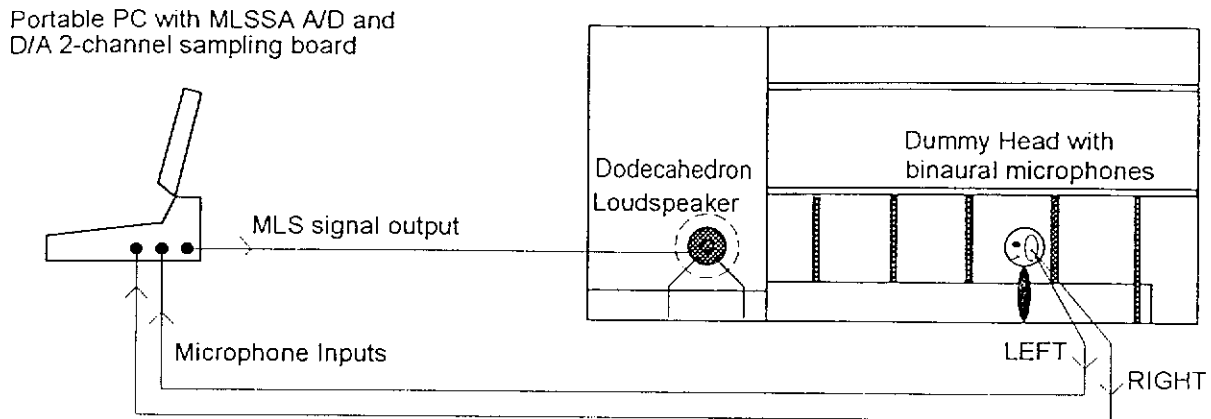 Portable PC with MLSSA A/D and
D/A 2-channel sampling board
Dummy Head with
binaural microphones
Dodecahedron
Loudspeaker
MLS signal output
Microphone Inputs
LEFT
RIGHT